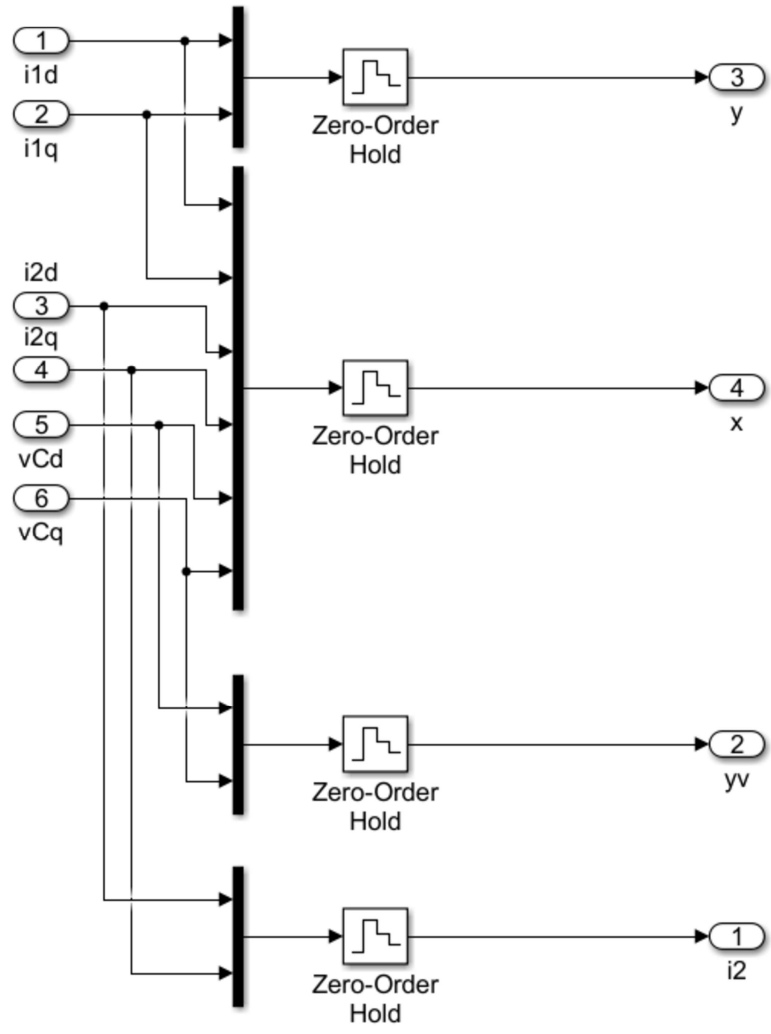 1
i1d
2
i1q
i2d
3
i2q
4
5
vCd
6
vCq
Zero-Order
Hold
3
y
Zero-Order
Hold
4
x
Zero-Order
Hold
2
yv
Zero-Order
Hold
1
i2